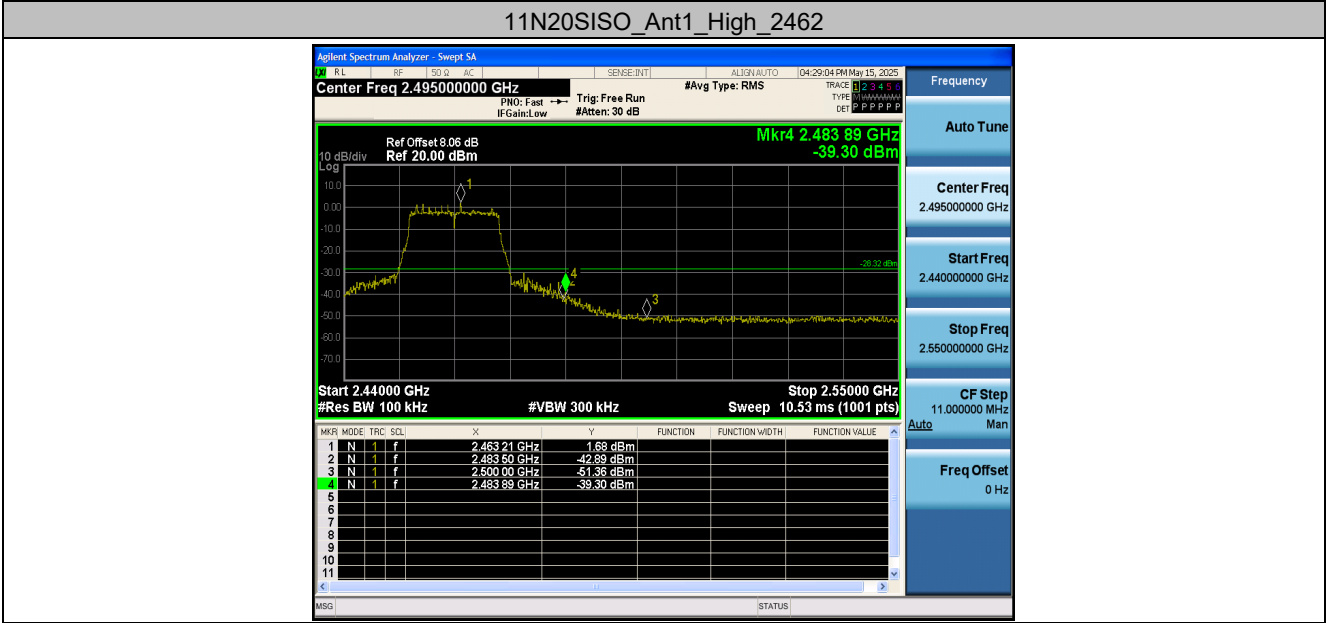 11N20SISO_Ant1_High_2462
Agilent Spectrum Analyzer - Swept SA
LXI RL RF 50 Ω AC SENSE:INT ALIGN AUTO 04:29:04 PM May 15, 2025
Center Freq 2.495000000 GHz
PNO: Fast
IFGain:Low
Trig: Free Run
#Atten: 30 dB
#Avg Type: RMS
TRACE 1 2 3 4 5 6
TYPE M
DET P P P P P P
Mkr4 2.483 89 GHz
-39.30 dBm
Ref Offset 8.06 dB
10 dB/div Ref 20.00 dBm
Log
10.0
0.00
-10.0
-20.0
-30.0
-40.0
-50.0
-60.0
-70.0
1
4
2
3
-28.32 dBm
Start 2.44000 GHz Stop 2.55000 GHz
#Res BW 100 kHz #VBW 300 kHz Sweep 10.53 ms (1001 pts)
MKR MODE TRC SCL X Y FUNCTION FUNCTION WIDTH FUNCTION VALUE
1 N 1 f 2.463 21 GHz 1.68 dBm
2 N 1 f 2.483 50 GHz -42.89 dBm
3 N 1 f 2.500 00 GHz -51.36 dBm
4 N 1 f 2.483 89 GHz -39.30 dBm
5
6
7
8
9
10
11
MSG STATUS
Frequency
Auto Tune
Center Freq
2.495000000 GHz
Start Freq
2.440000000 GHz
Stop Freq
2.550000000 GHz
CF Step
11.000000 MHz
Auto Man
Freq Offset
0 Hz